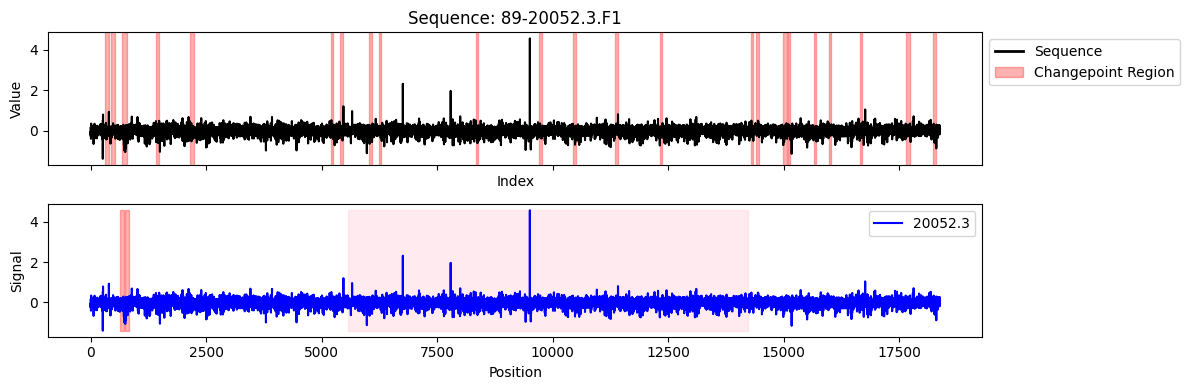 Sequence: 89-20052.3.F1
Value
4
2
0
Index
Sequence
Changepoint Region
Signal
4
2
0
20052.3
0 2500 5000 7500 10000 12500 15000 17500
Position